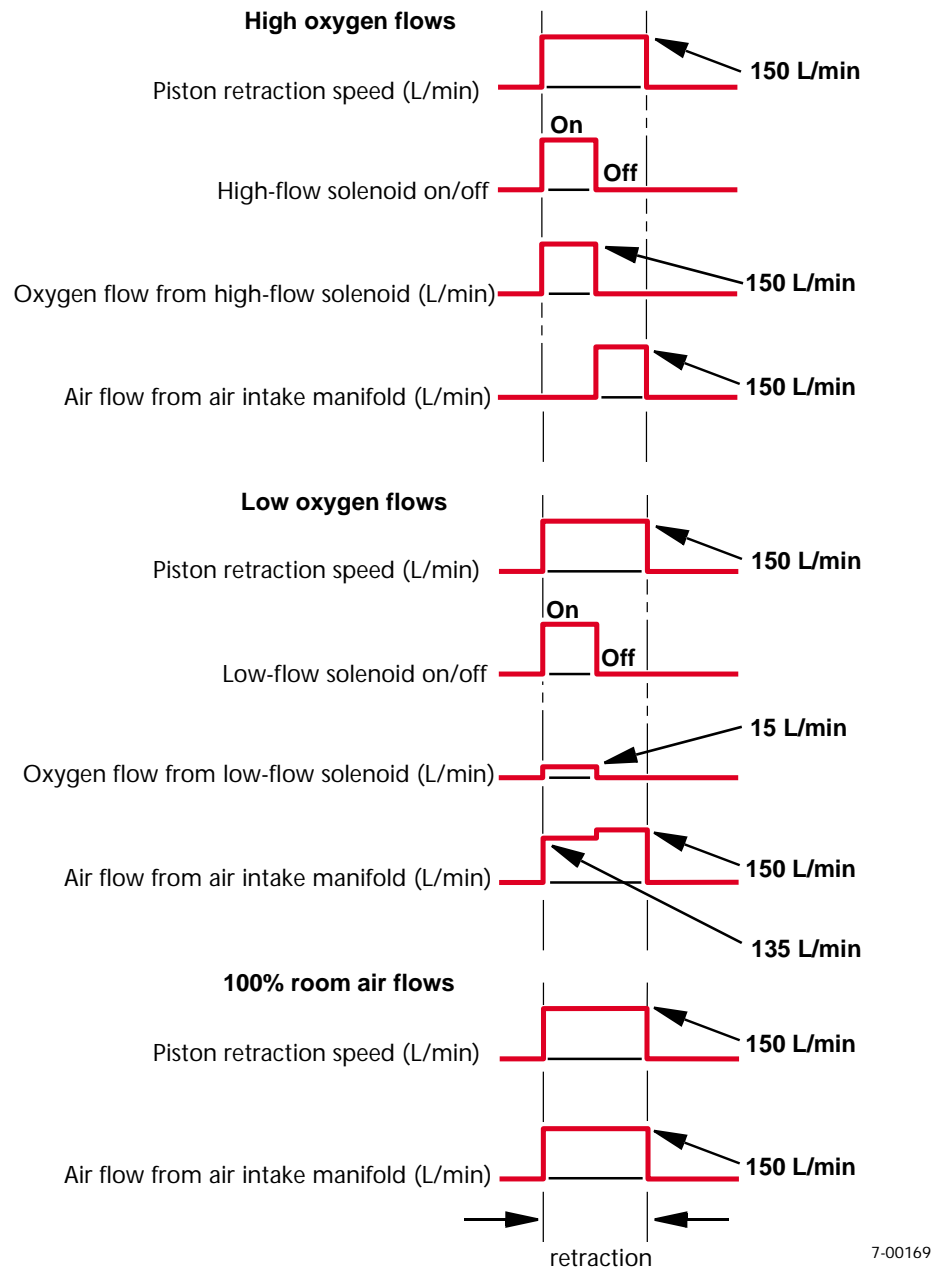 High oxygen flows
Piston retraction speed (L/min)
150 L/min
On
Off
High-flow solenoid on/off
Oxygen flow from high-flow solenoid (L/min)
150 L/min
Air flow from air intake manifold (L/min)
150 L/min
Low oxygen flows
Piston retraction speed (L/min)
150 L/min
On
Off
Low-flow solenoid on/off
15 L/min
Oxygen flow from low-flow solenoid (L/min)
Air flow from air intake manifold (L/min)
150 L/min
135 L/min
100% room air flows
Piston retraction speed (L/min)
150 L/min
Air flow from air intake manifold (L/min)
150 L/min
retraction
7-00169